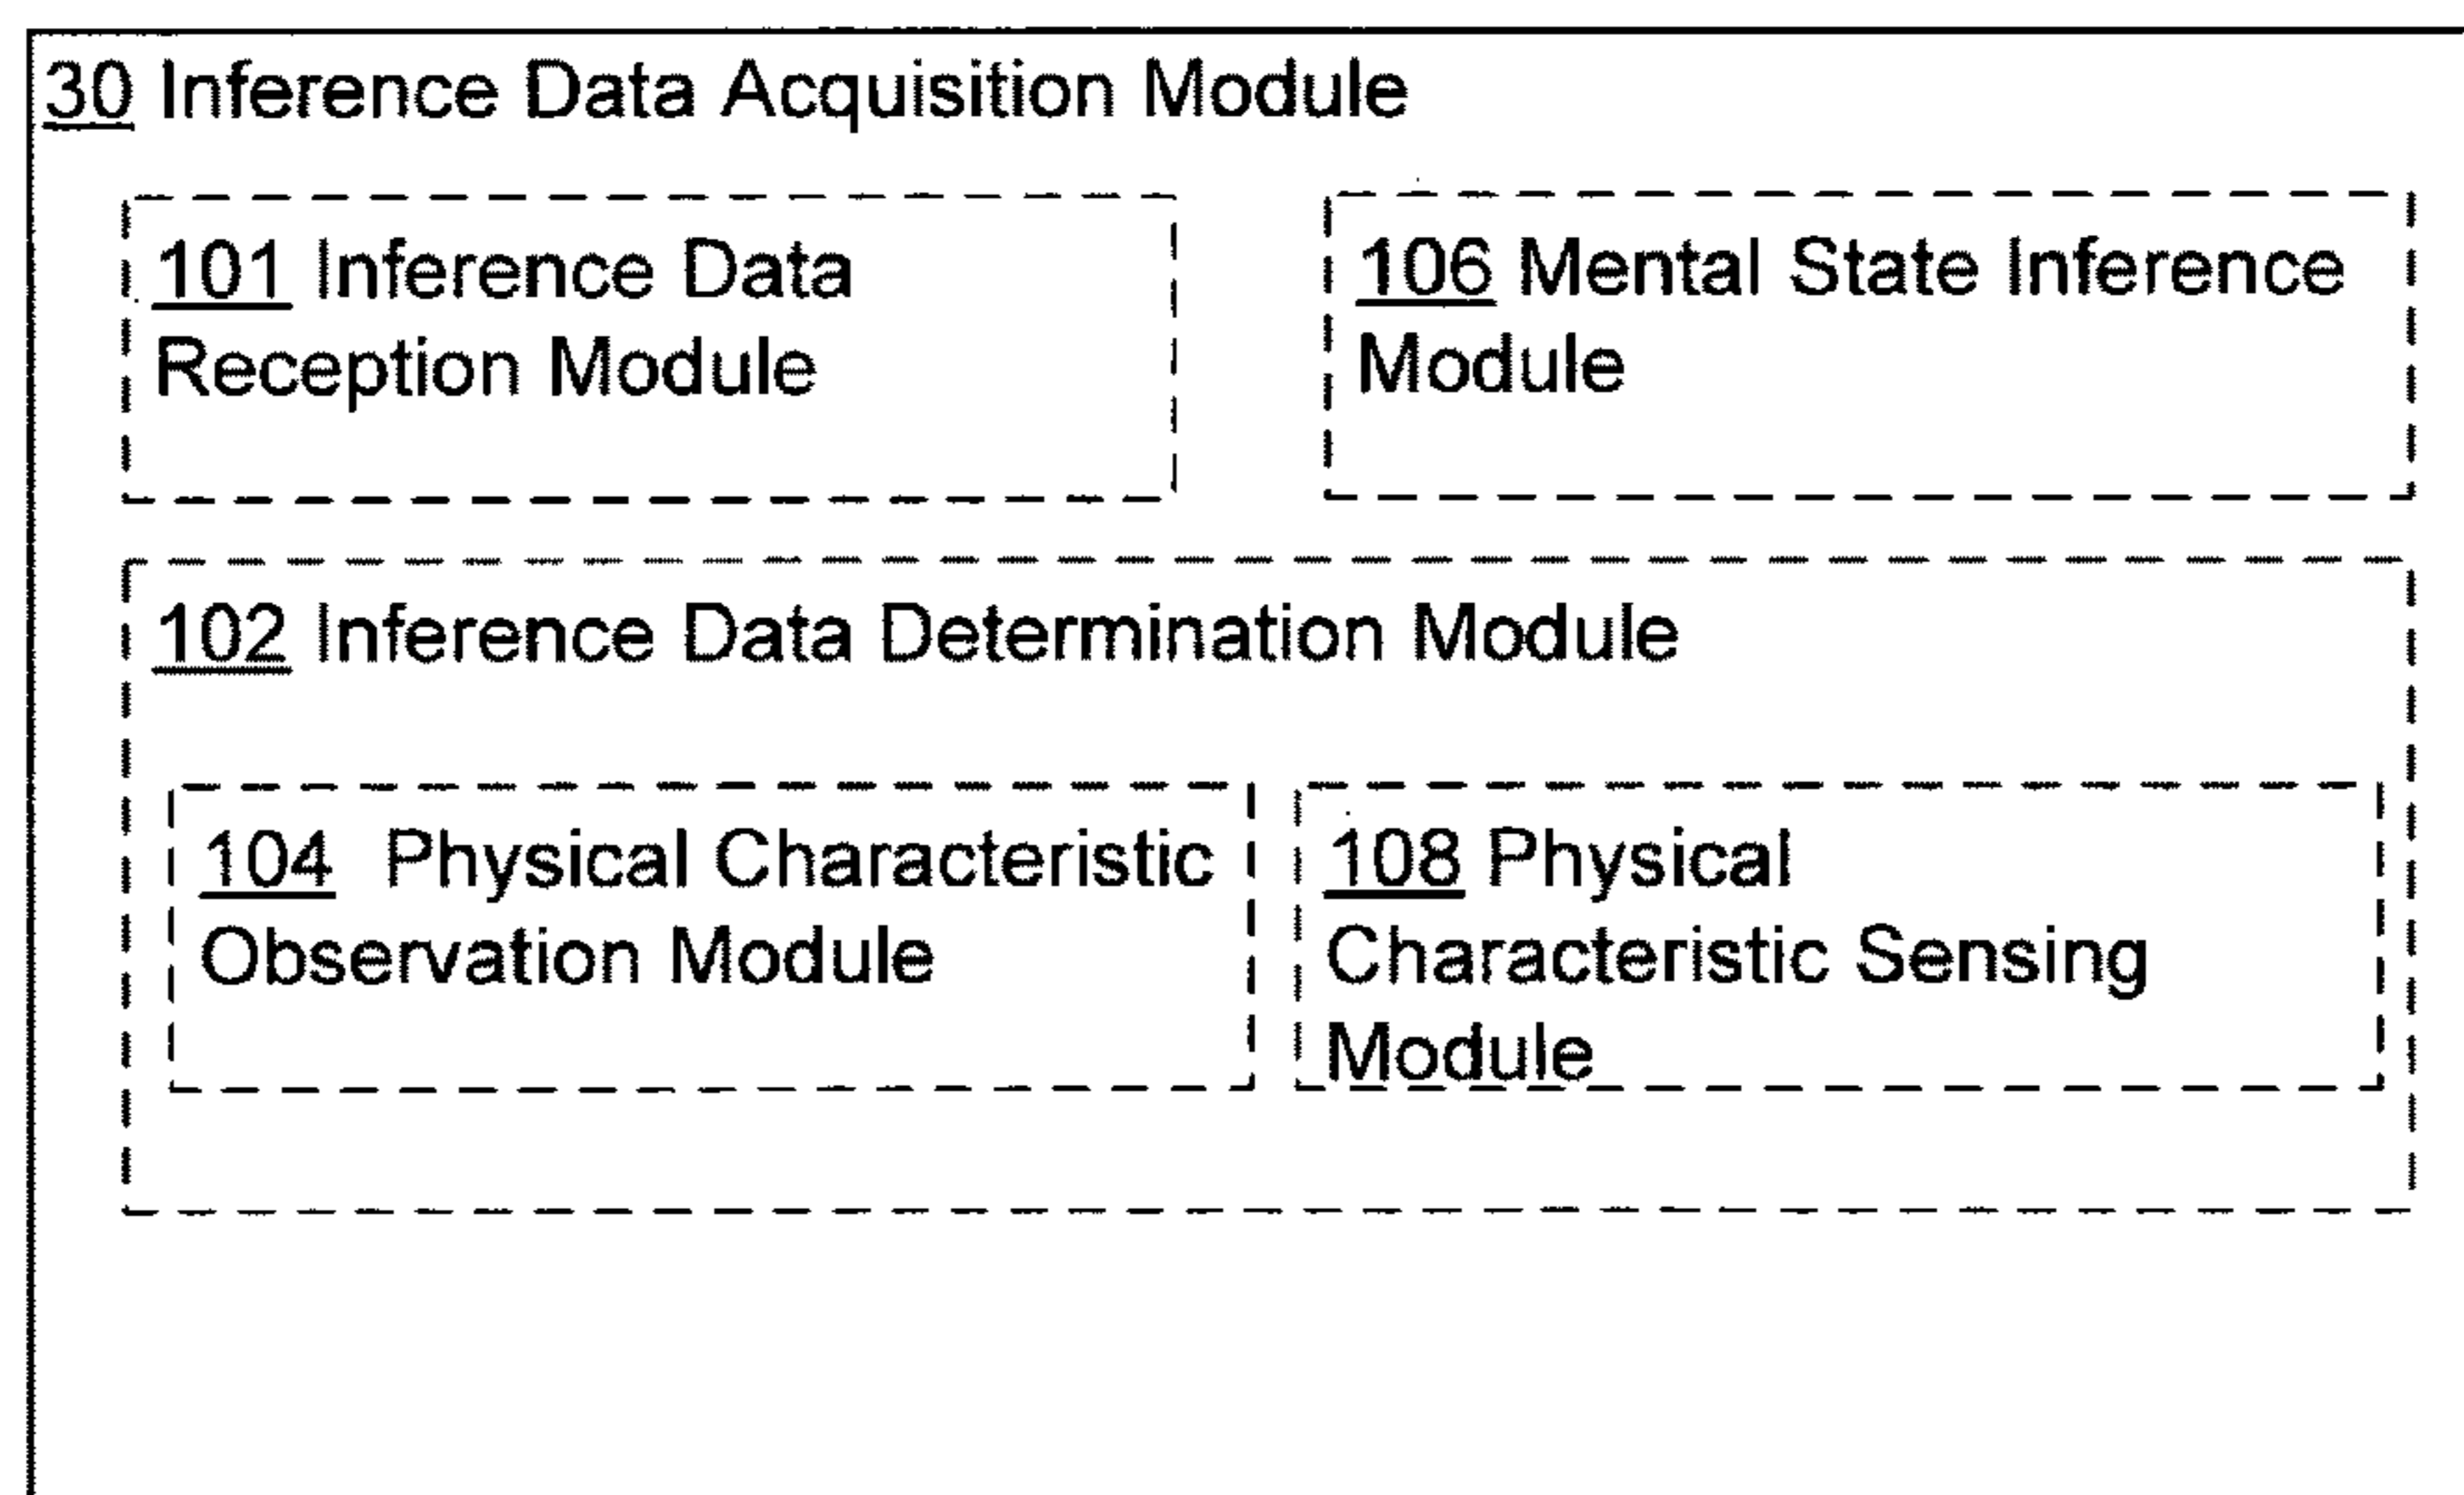 30 Inference Data Acquisition Module
101 Inference Data
Reception Module
106 Mental State Inference
Module
102 Inference Data Determination Module
104 Physical Characteristic
Observation Module
108 Physical
Characteristic Sensing
Module